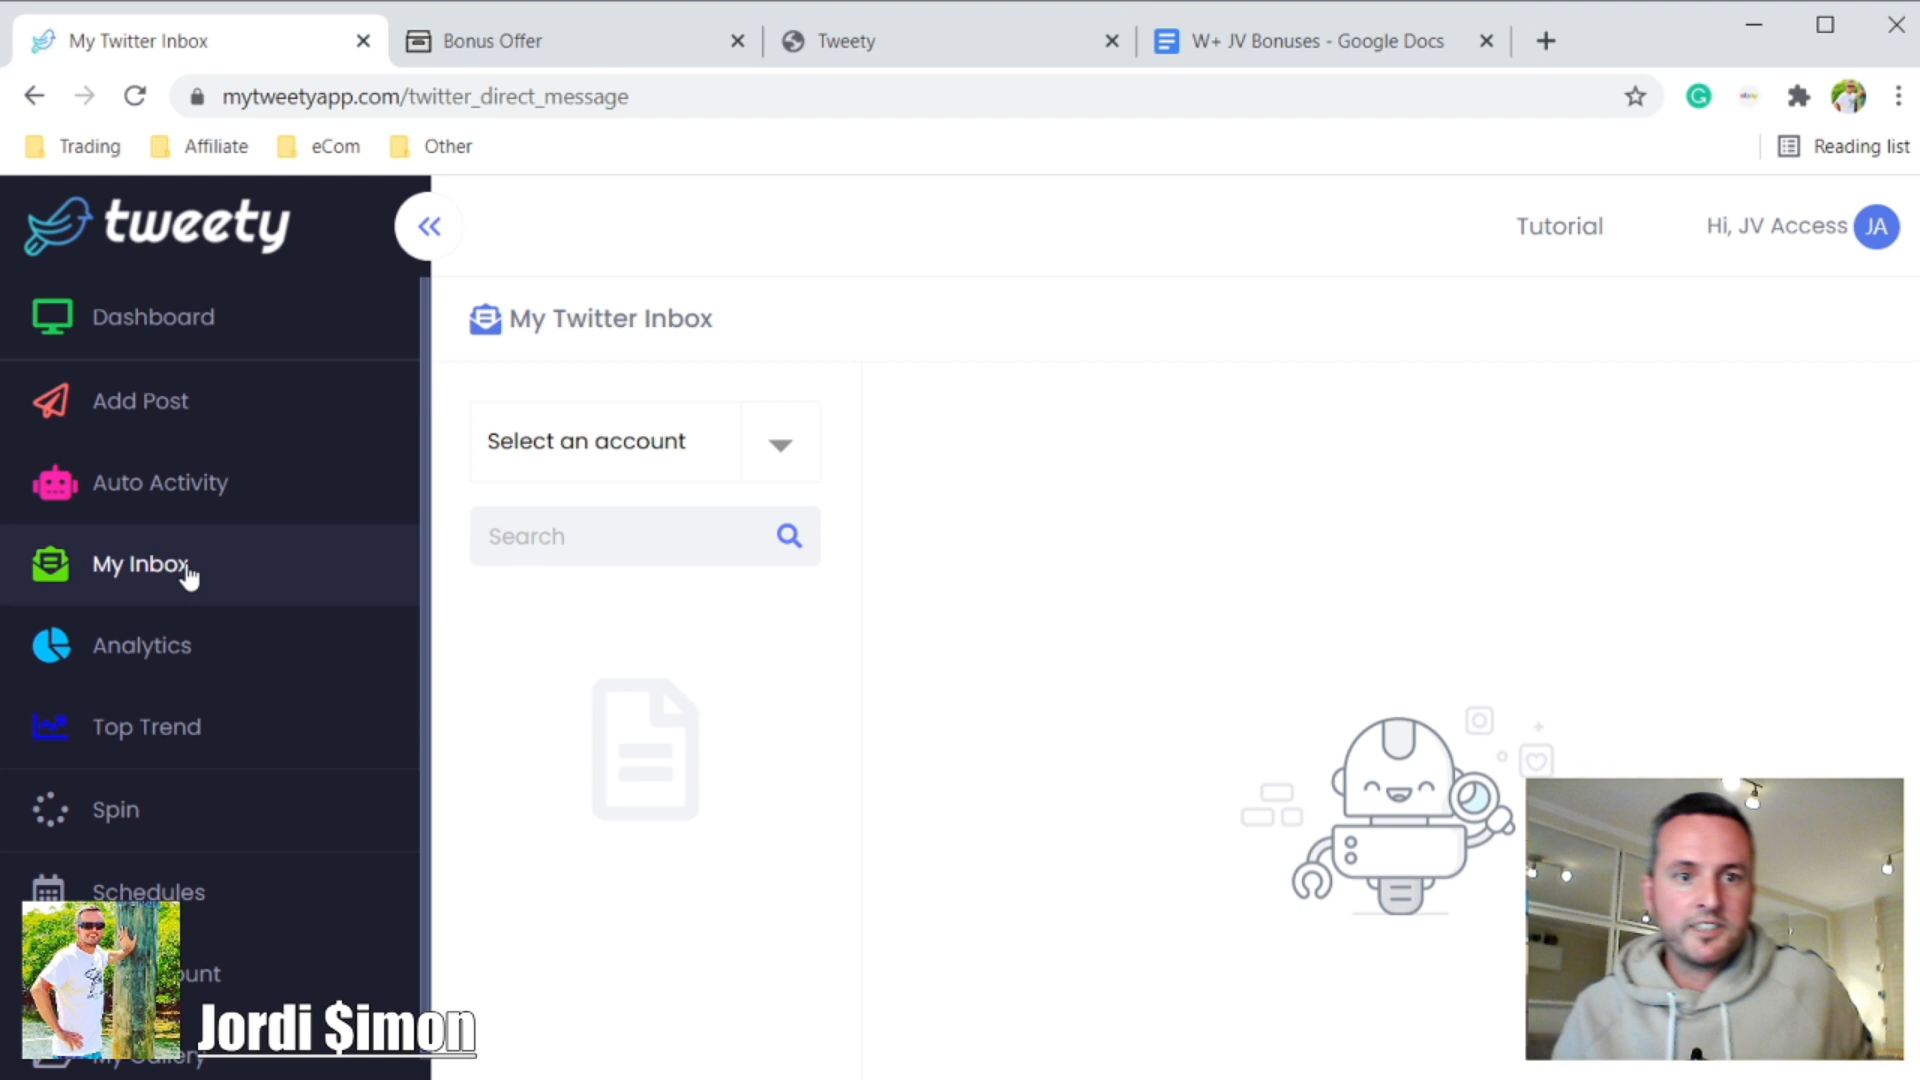 My Twitter Inbox
Bonus Offer
Tweety
W+ JV Bonuses - Google Docs
mytweetyapp.com/twitter_direct_message
Trading
Affiliate
eCom
Other
Reading list
tweety
Tutorial
Hi, JV Access
JA
Dashboard
My Twitter Inbox
Add Post
Select an account
Auto Activity
Search
My Inbox
Analytics
Top Trend
Spin
Schedules
Jordi $imon